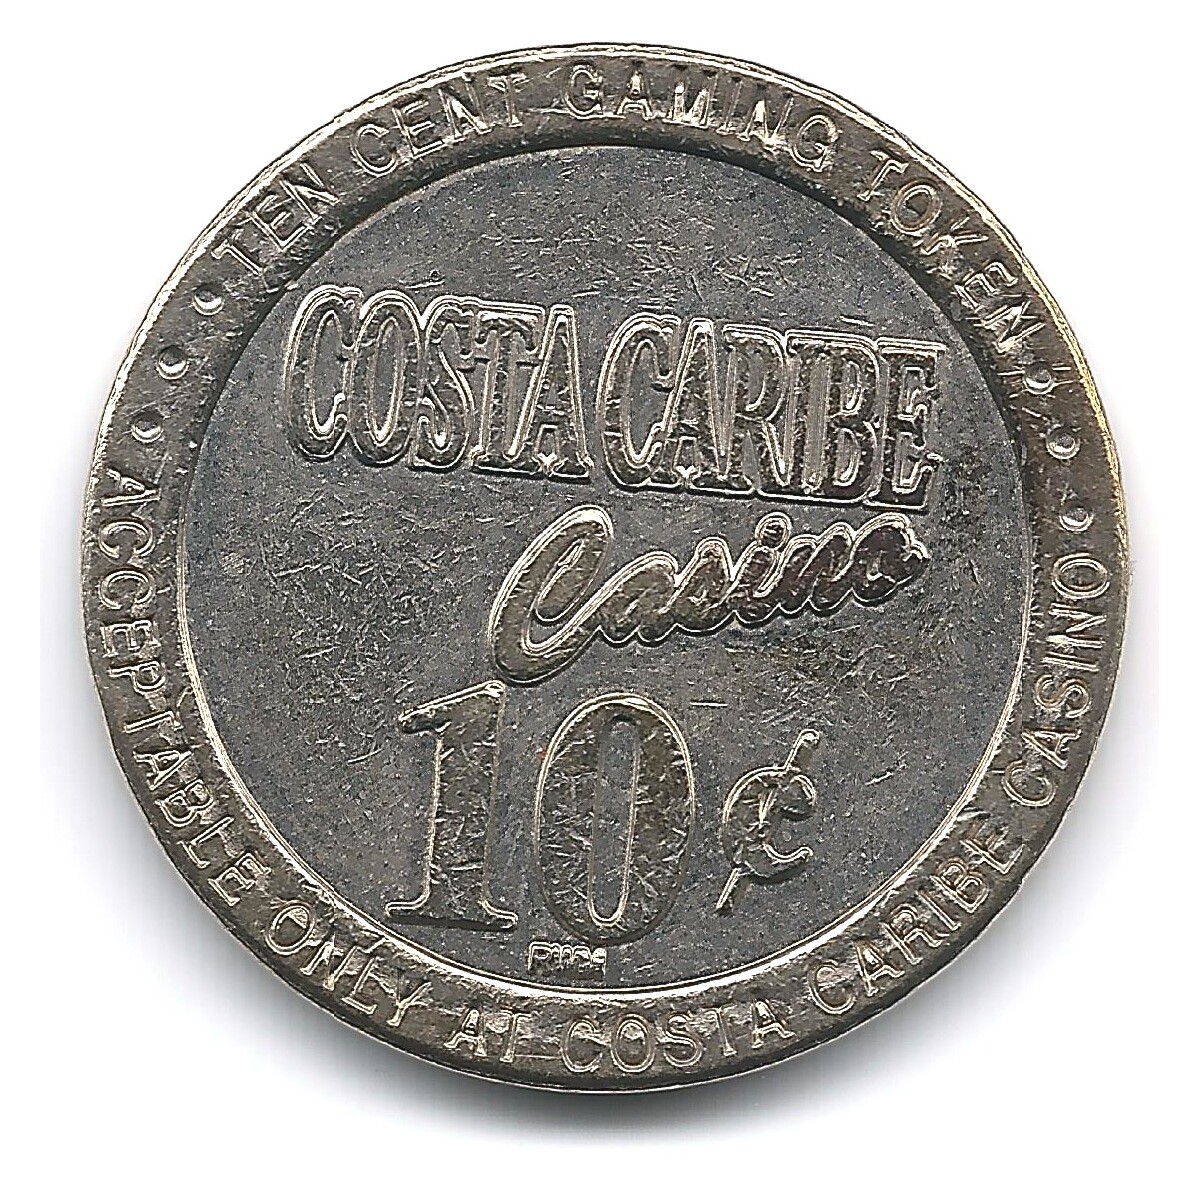 TEN CENT GAMING TOKEN
COSTA CARIBE
Casino
10¢
ACCEPTABLE ONLY AT COSTA CARIBE CASINO